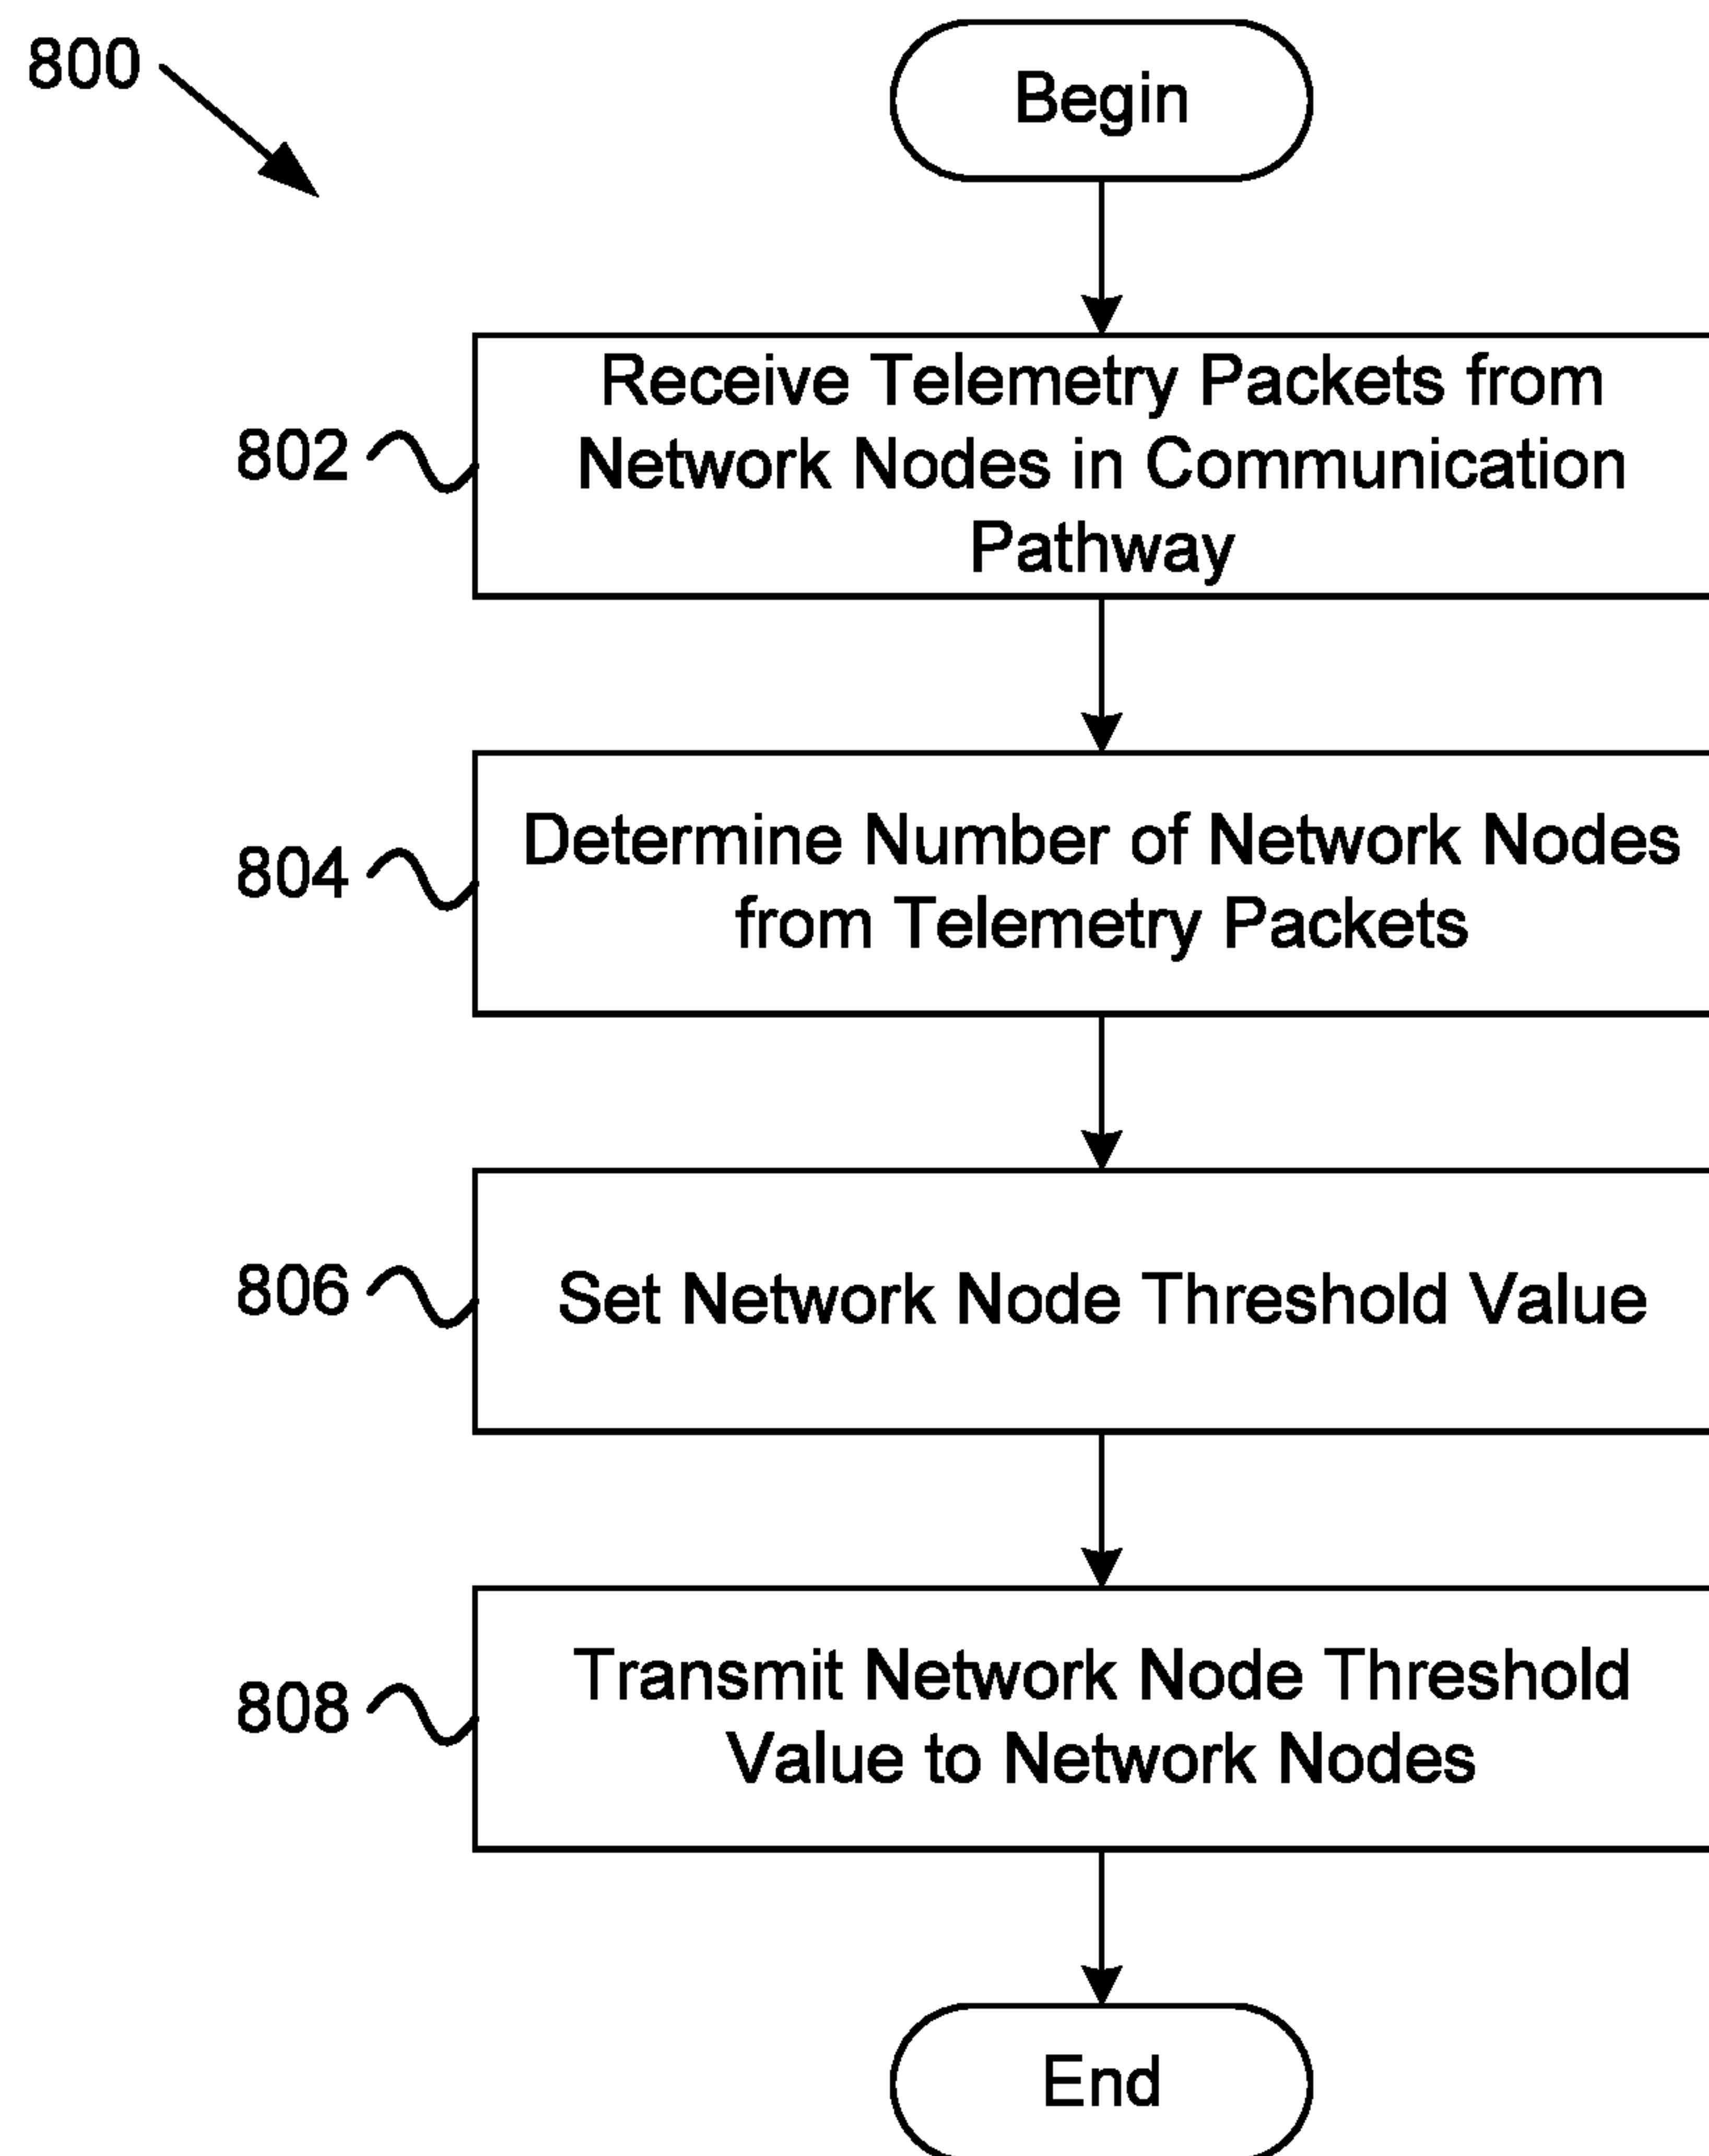 800
Begin
802
Receive Telemetry Packets from
Network Nodes in Communication
Pathway
804
Determine Number of Network Nodes
from Telemetry Packets
806
Set Network Node Threshold Value
808
Transmit Network Node Threshold
Value to Network Nodes
End